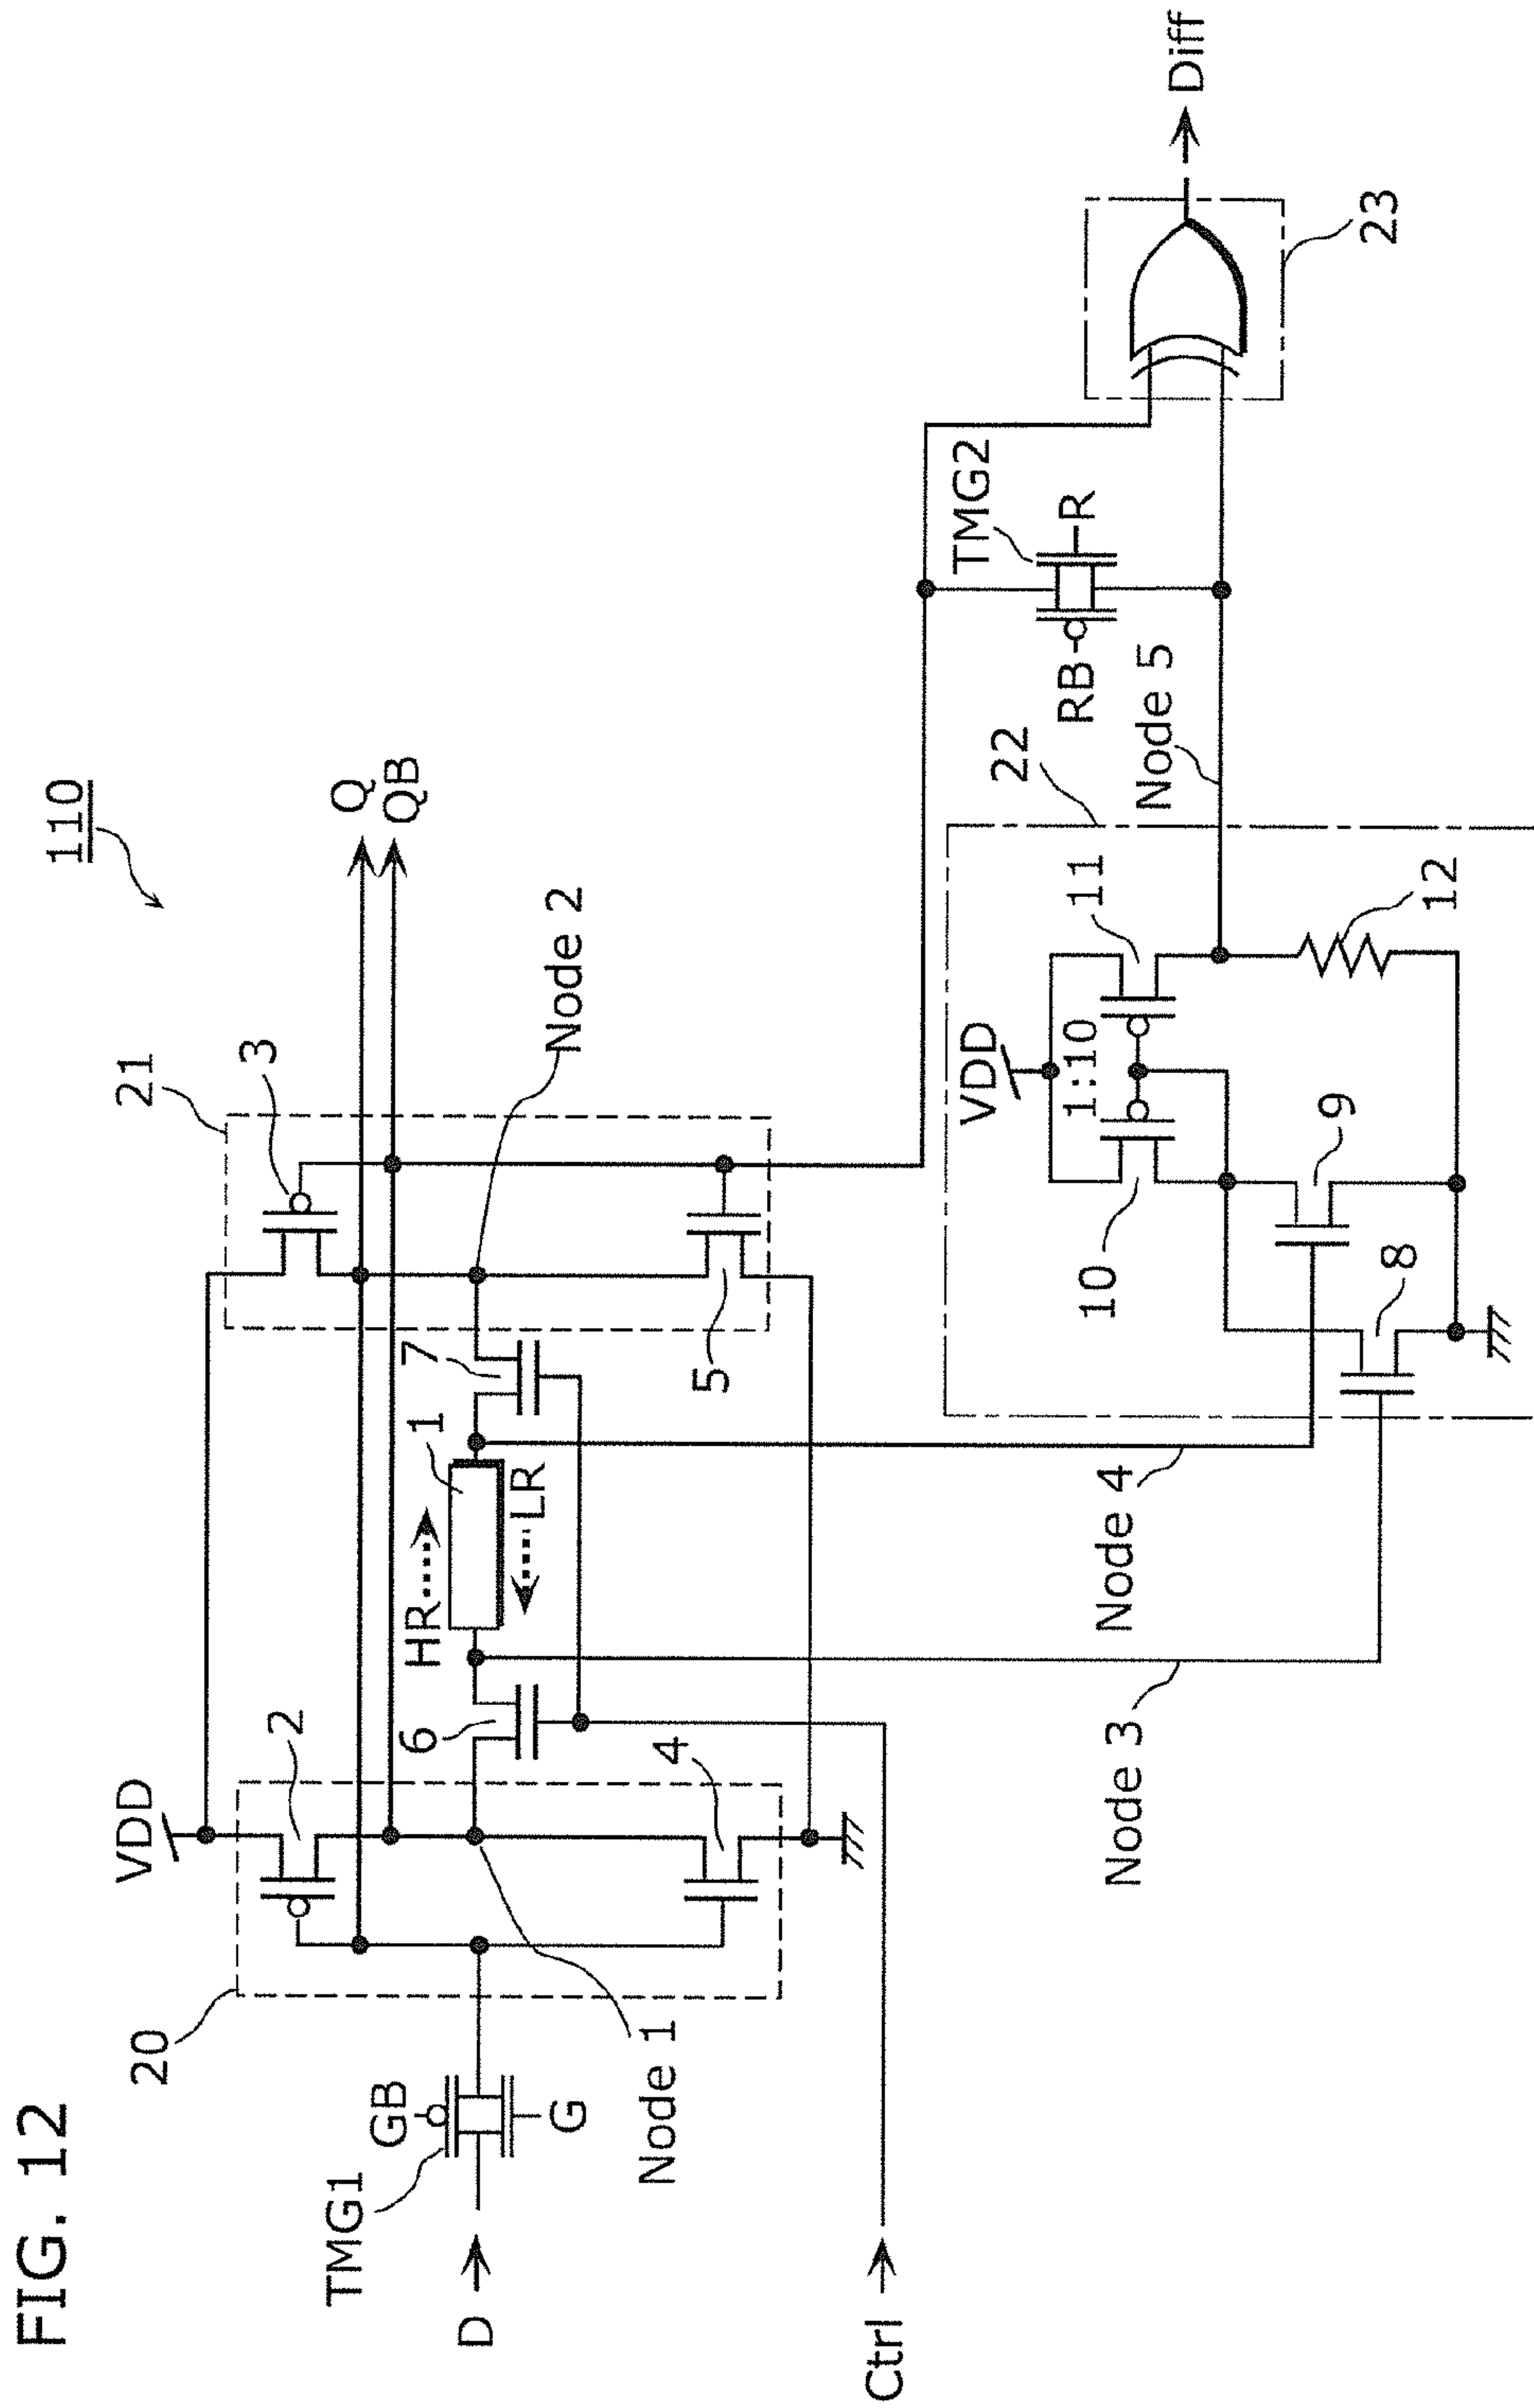 FIG. 12
110
20
21
VDD
2
3
Q
QB
TMG1
GB
G
D
Node 1
6
HR
1
LR
7
Node 2
4
5
Ctrl
Node 3
Node 4
22
VDD
1:10
10
11
8
9
12
Node 5
RB
R
TMG2
23
Diff